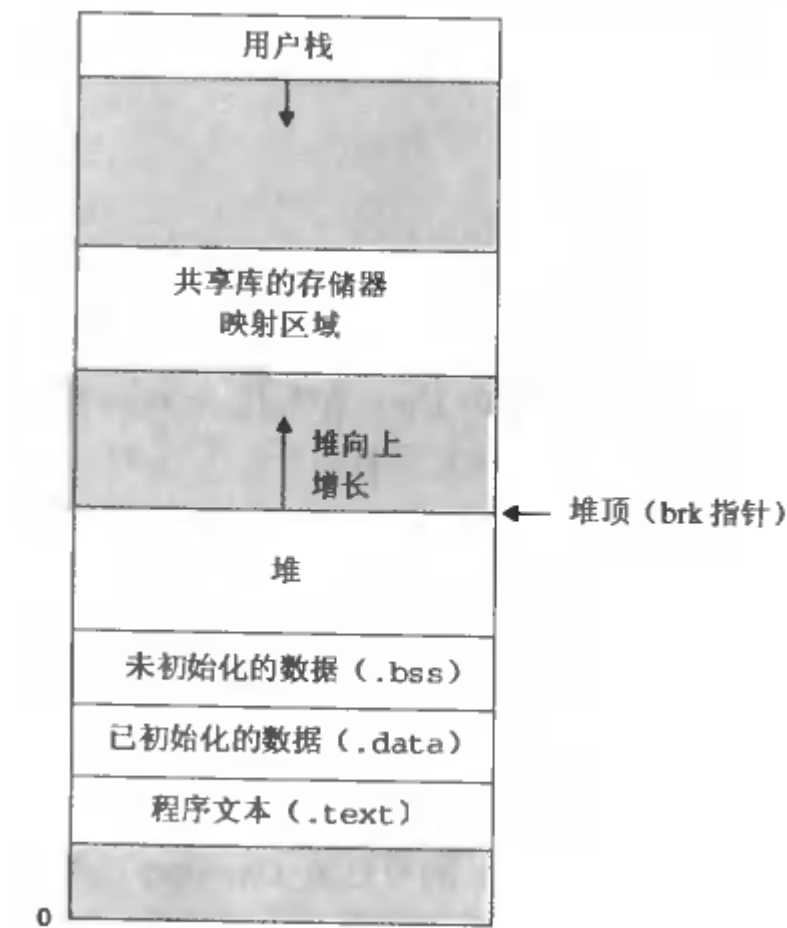 用户栈
共享库的存储器
映射区域
堆向上
增长
堆顶（brk 指针）
堆
未初始化的数据（.bss）
已初始化的数据（.data）
程序文本（.text）
0